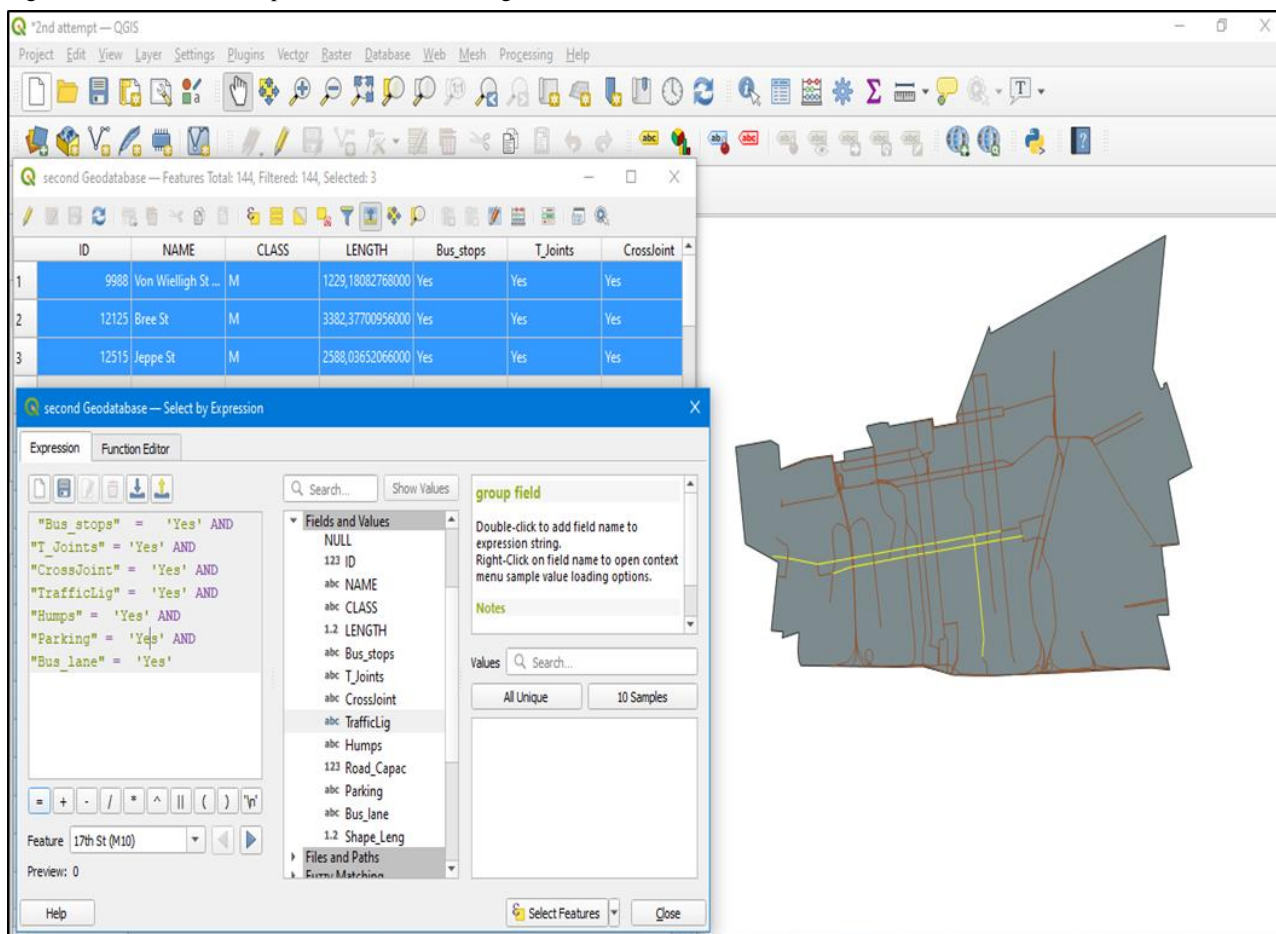 *2nd attempt — QGIS
Project Edit View Layer Settings Plugins Vector Raster Database Web Mesh Processing Help
second Geodatabase — Features Total: 144, Filtered: 144, Selected: 3
ID NAME CLASS LENGTH Bus_stops T_Joints CrossJoint
1 9988 Von Wielligh St ... M 1229,18082768000 Yes Yes Yes
2 12125 Bree St M 3382,37700956000 Yes Yes Yes
3 12515 Jeppe St M 2588,03652066000 Yes Yes Yes
second Geodatabase — Select by Expression
Expression Function Editor
Search... Show Values
"Bus_stops" = 'Yes' AND
"T_Joints" = 'Yes' AND
"CrossJoint" = 'Yes' AND
"TrafficLig" = 'Yes' AND
"Humps" = 'Yes' AND
"Parking" = 'Yes' AND
"Bus_lane" = 'Yes'
Fields and Values
NULL
123 ID
abc NAME
abc CLASS
1.2 LENGTH
abc Bus_stops
abc T_Joints
abc CrossJoint
abc TrafficLig
abc Humps
123 Road_Capac
abc Parking
abc Bus_lane
1.2 Shape_Leng
Files and Paths
Fuzzy Matching
group field
Double-click to add field name to
expression string.
Right-Click on field name to open context
menu sample value loading options.
Notes
Values Search...
All Unique 10 Samples
= + - / * ^ || ( ) '\n'
Feature 17th St (M10)
Preview: 0
Help Select Features Close